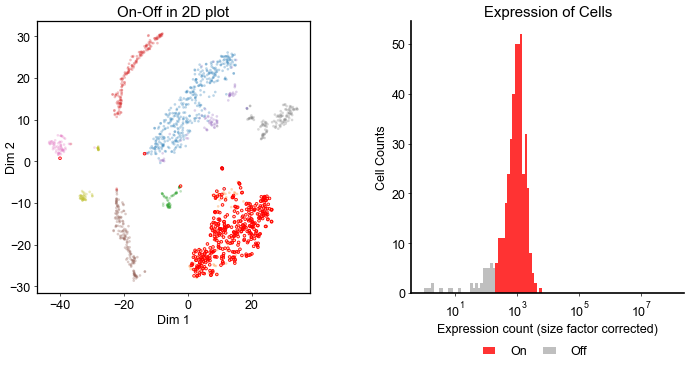 On-Off in 2D plot
Expression of Cells
Dim 2
30
20
10
0
−10
−20
−30
−40
−20
0
20
Dim 1
Cell Counts
50
40
30
20
10
0
10^1
10^3
10^5
10^7
Expression count (size factor corrected)
On
Off